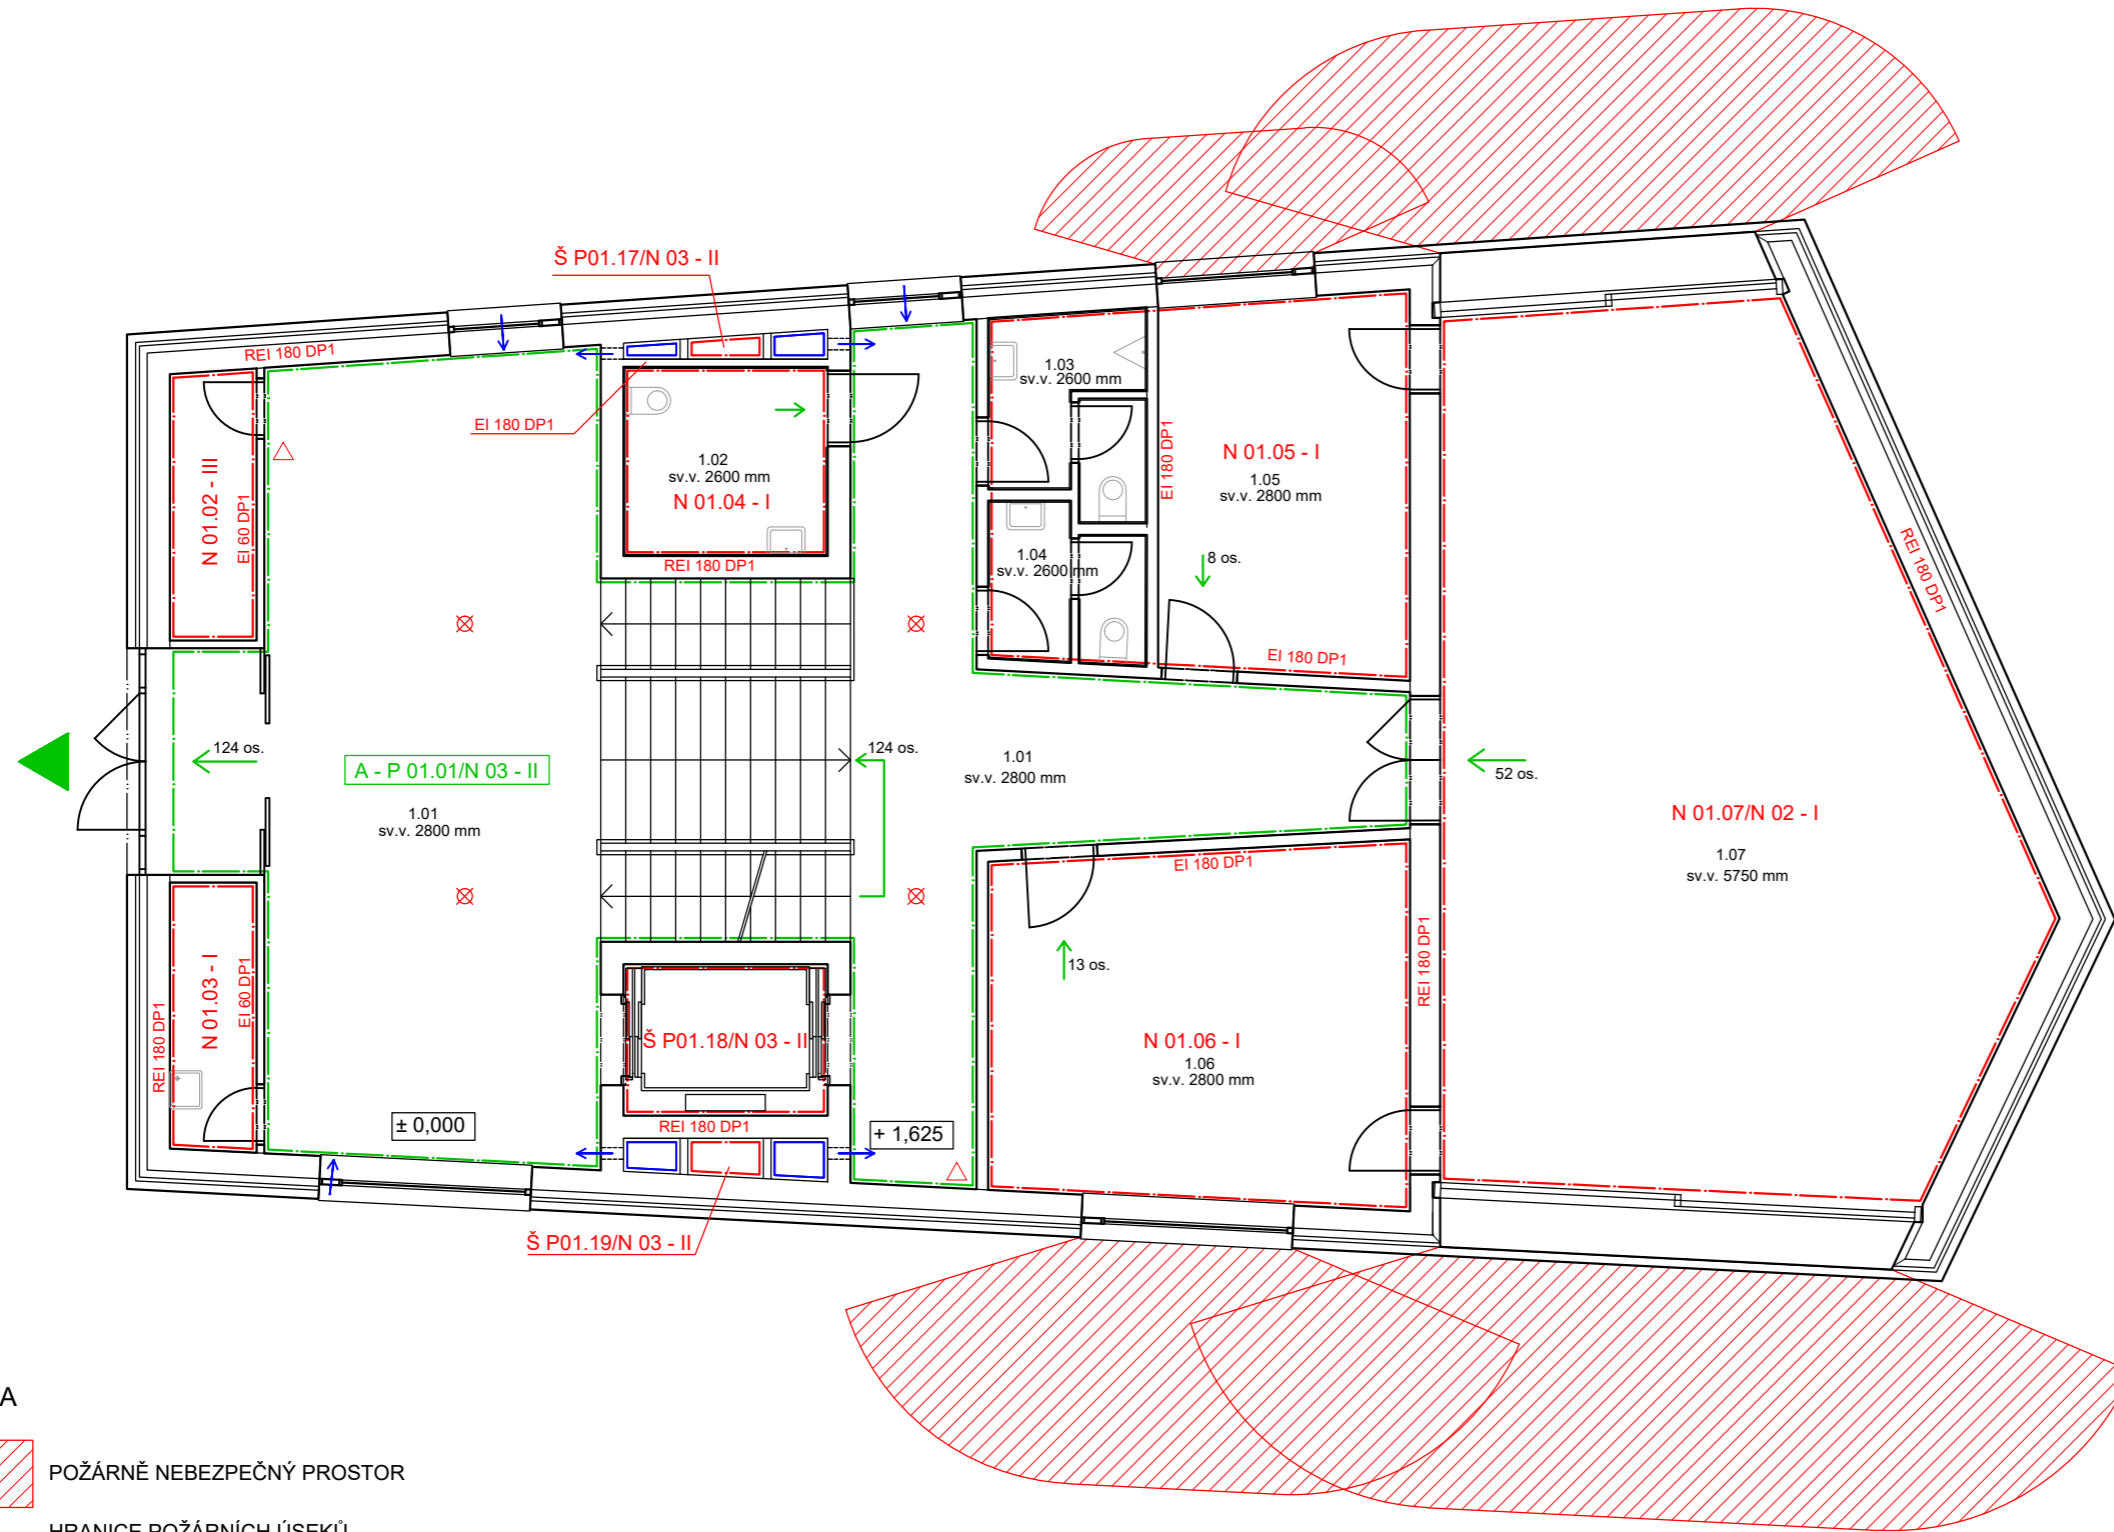 Š P01.17/N 03 - II
REI 180 DP1
EI 180 DP1
N 01.02 - III
EI 60 DP1
1.02
sv.v. 2600 mm
N 01.04 - I
REI 180 DP1
1.03
sv.v. 2600 mm
EI 180 DP1
N 01.05 - I
1.05
sv.v. 2800 mm
1.04
sv.v. 2600 mm
8 os.
EI 180 DP1
REI 180 DP1
124 os.
A - P 01.01/N 03 - II
1.01
sv.v. 2800 mm
124 os.
1.01
sv.v. 2800 mm
52 os.
N 01.07/N 02 - I
1.07
sv.v. 5750 mm
EI 180 DP1
13 os.
REI 180 DP1
N 01.03 - I
EI 60 DP1
REI 180 DP1
Š P01.18/N 03 - II
N 01.06 - I
1.06
sv.v. 2800 mm
± 0,000
REI 180 DP1
+ 1,625
Š P01.19/N 03 - II
A
POŽÁRNĚ NEBEZPEČNÝ PROSTOR
HRANICE POŽÁRNÍCH ÚSEKŮ